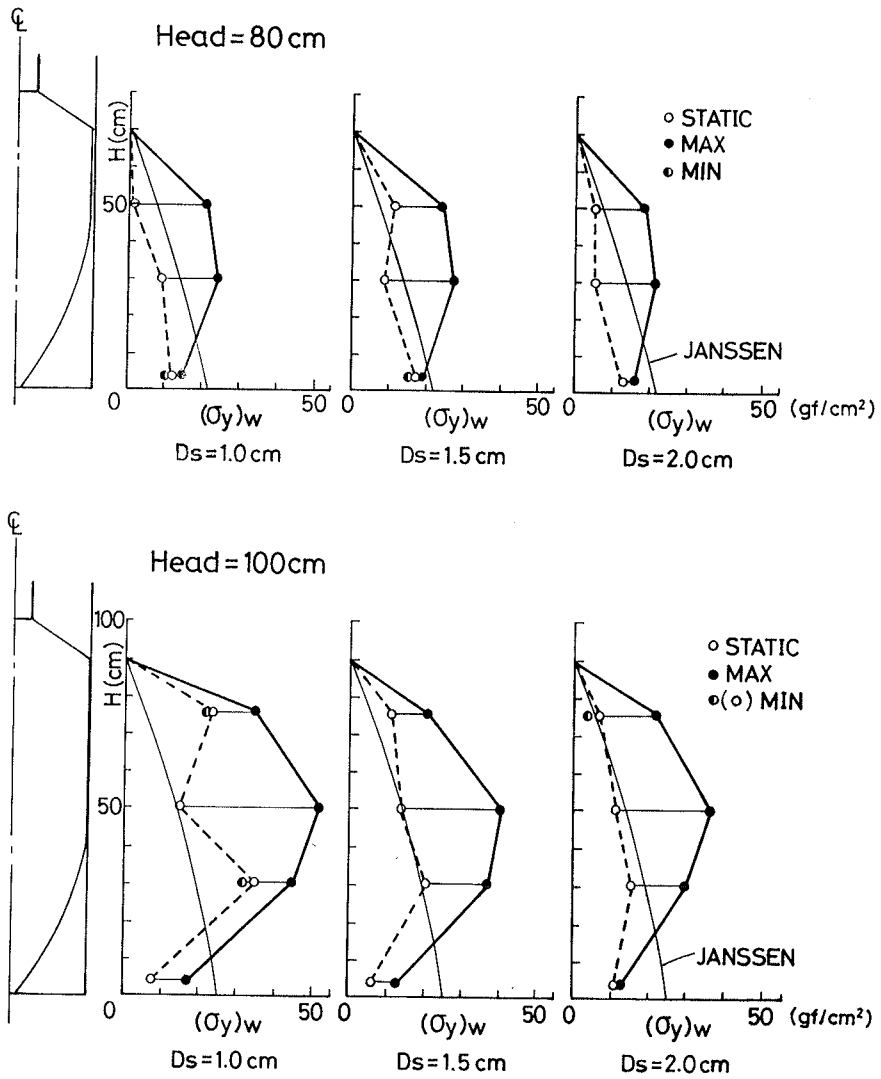 ℄
Head = 80 cm
H (cm)
50
○ STATIC
● MAX
◐ MIN
JANSSEN
0 50
0 50
0 50 (gf/cm²)
(σy)w
(σy)w
(σy)w
Ds = 1.0 cm
Ds = 1.5 cm
Ds = 2.0 cm
℄
Head = 100 cm
100
H (cm)
50
0
○ STATIC
● MAX
◐(○) MIN
JANSSEN
0 50
0 50
0 50 (gf/cm²)
(σy)w
(σy)w
(σy)w
Ds = 1.0 cm
Ds = 1.5 cm
Ds = 2.0 cm